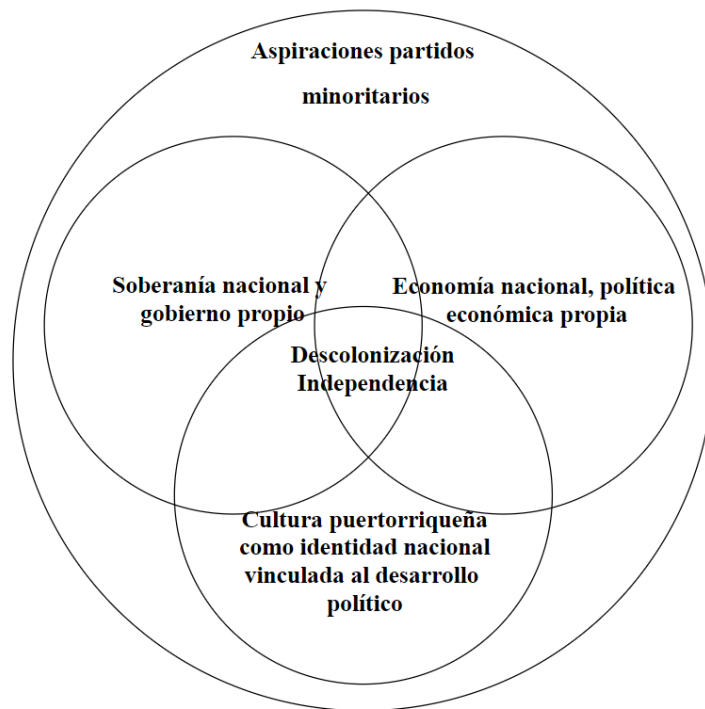 Aspiraciones partidos
minoritarios
Soberanía nacional y
gobierno propio
Economía nacional, política
económica propia
Descolonización
Independencia
Cultura puertorriqueña
como identidad nacional
vinculada al desarrollo
político